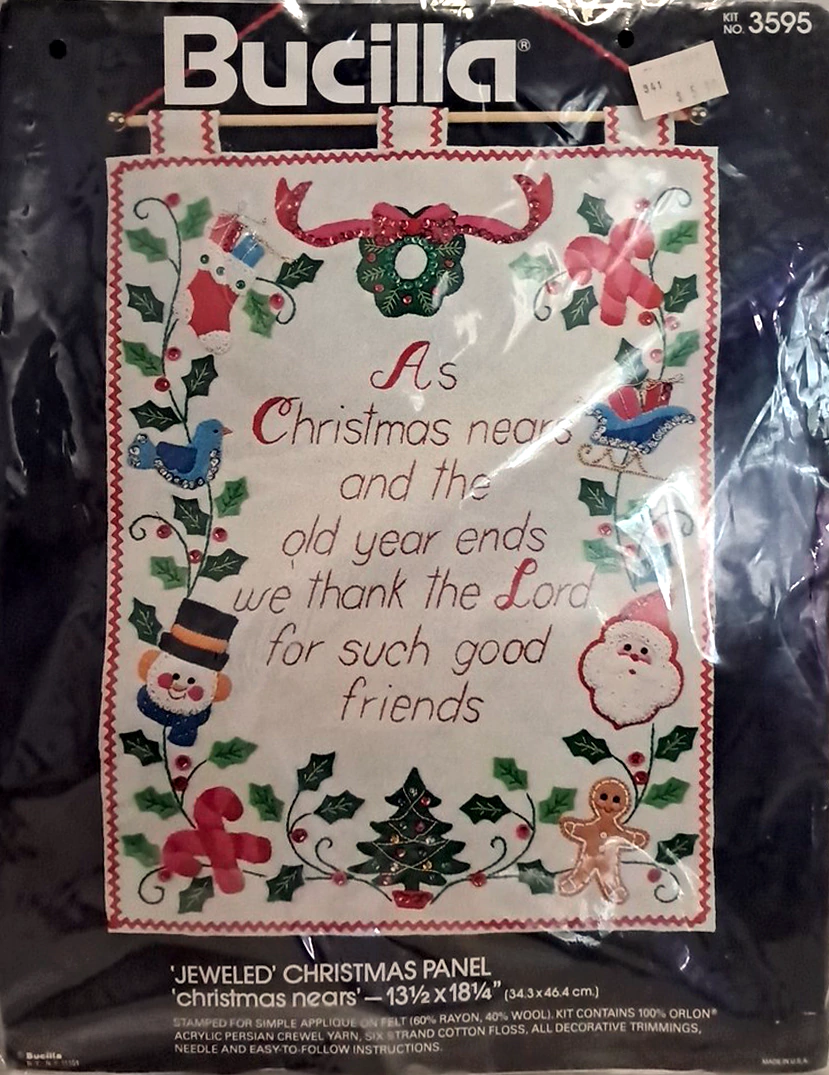 Bucilla®
KIT
NO. 3595
941
As
Christmas nears
and the
old year ends
we thank the Lord
for such good
friends
'JEWELED' CHRISTMAS PANEL
'christmas nears' — 13½ x 18¼" (34.3 x 46.4 cm.)
STAMPED FOR SIMPLE APPLIQUE ON FELT (60% RAYON, 40% WOOL). KIT CONTAINS 100% ORLON®
ACRYLIC PERSIAN CREWEL YARN, SIX STRAND COTTON FLOSS, ALL DECORATIVE TRIMMINGS,
NEEDLE AND EASY-TO-FOLLOW INSTRUCTIONS.
Bucilla
MADE IN U.S.A.